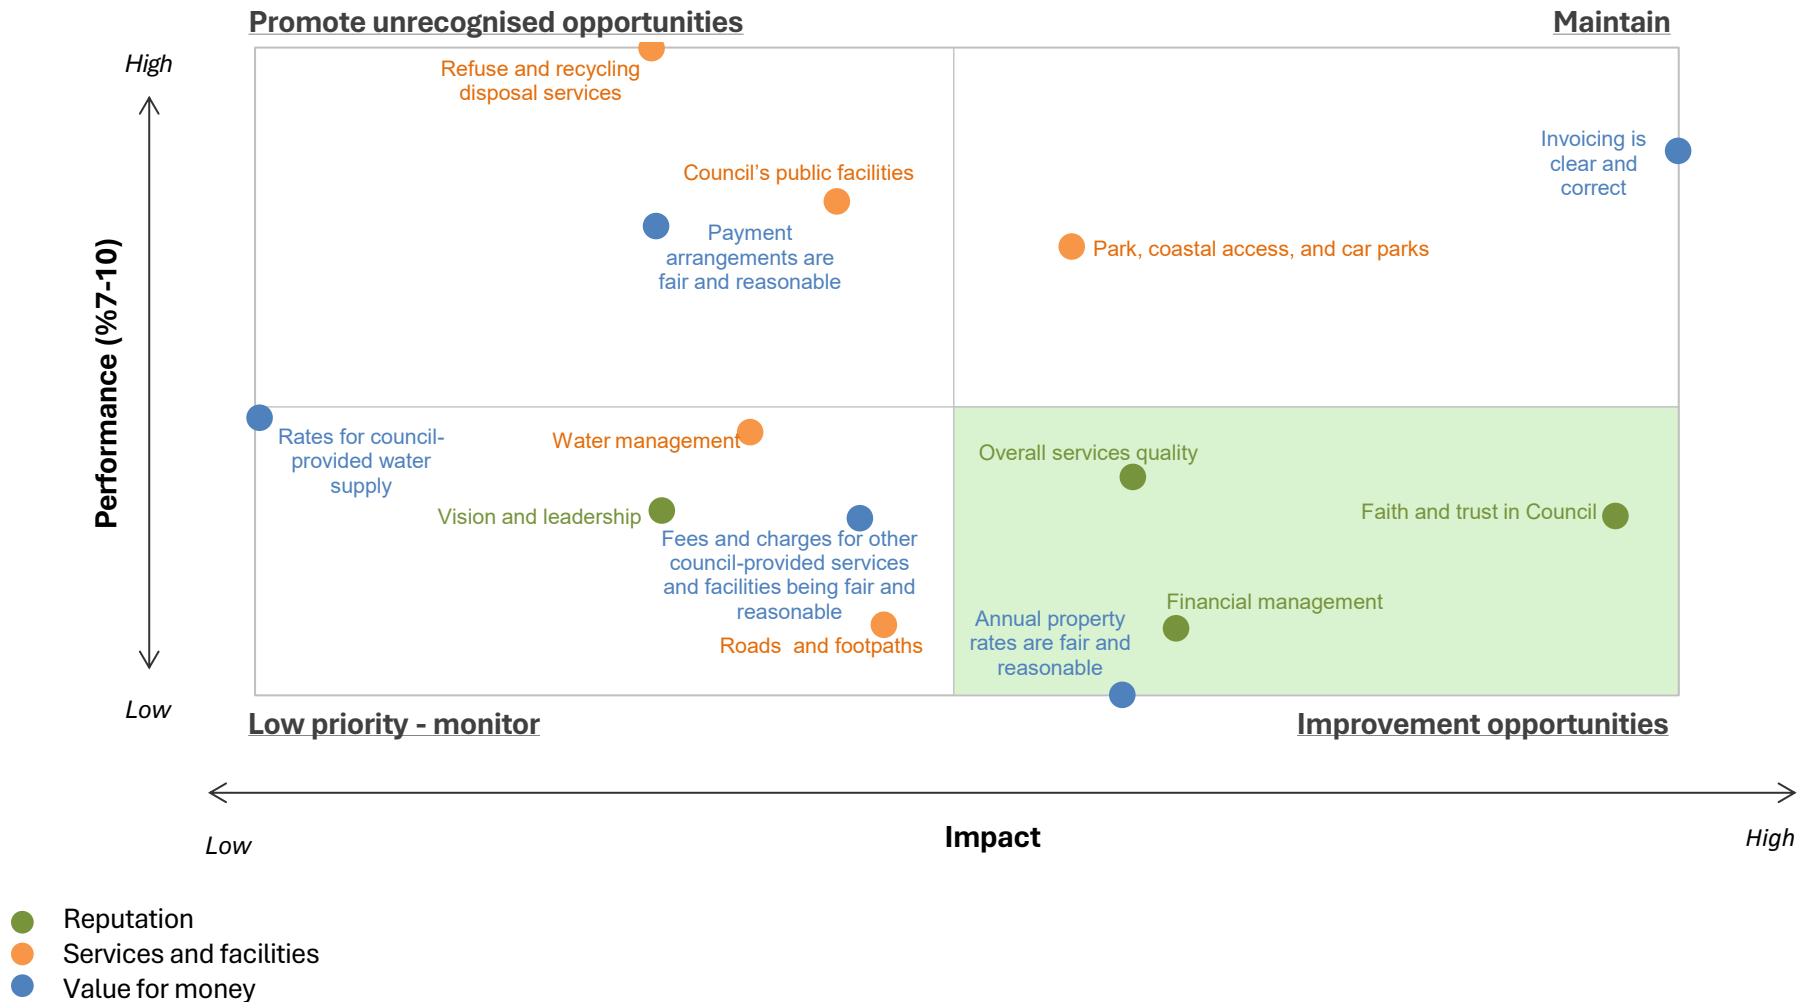 Promote unrecognised opportunities
Maintain
High
Refuse and recycling
disposal services
Invoicing is
clear and
correct
Council’s public facilities
Payment
arrangements are
fair and reasonable
Park, coastal access, and car parks
Performance (%7-10)
Rates for council-
provided water
supply
Water management
Overall services quality
Vision and leadership
Faith and trust in Council
Fees and charges for other
council-provided services
and facilities being fair and
reasonable
Financial management
Annual property
rates are fair and
reasonable
Roads  and footpaths
Low
Low priority - monitor
Improvement opportunities
Low
Impact
High
Reputation
Services and facilities
Value for money